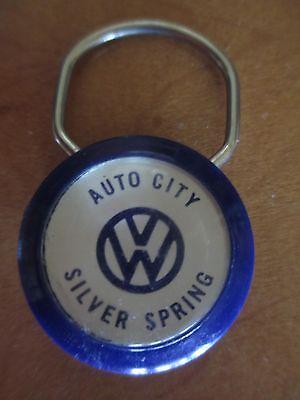 AUTO CITY
VW
SILVER SPRING